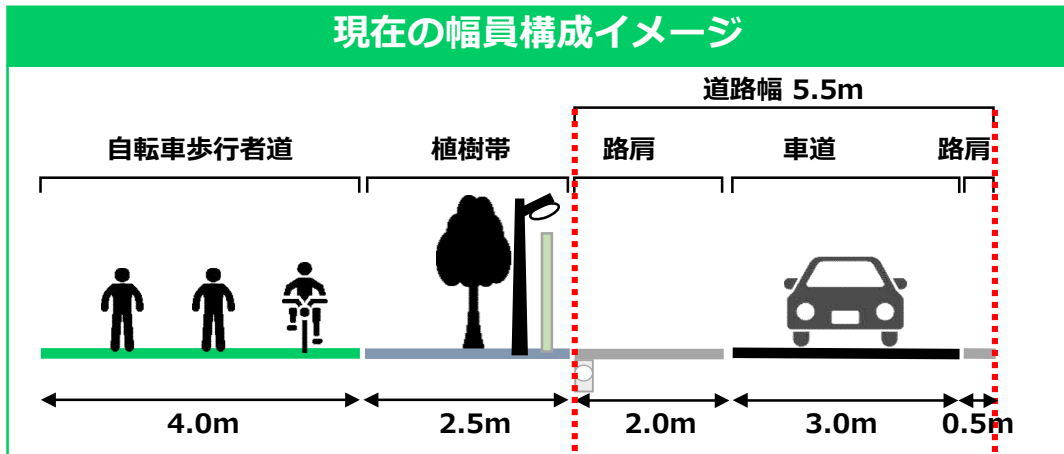 現在の幅員構成イメージ
道路幅 5.5m
自転車歩行者道 植樹帯 路肩 車道 路肩
4.0m 2.5m 2.0m 3.0m 0.5m